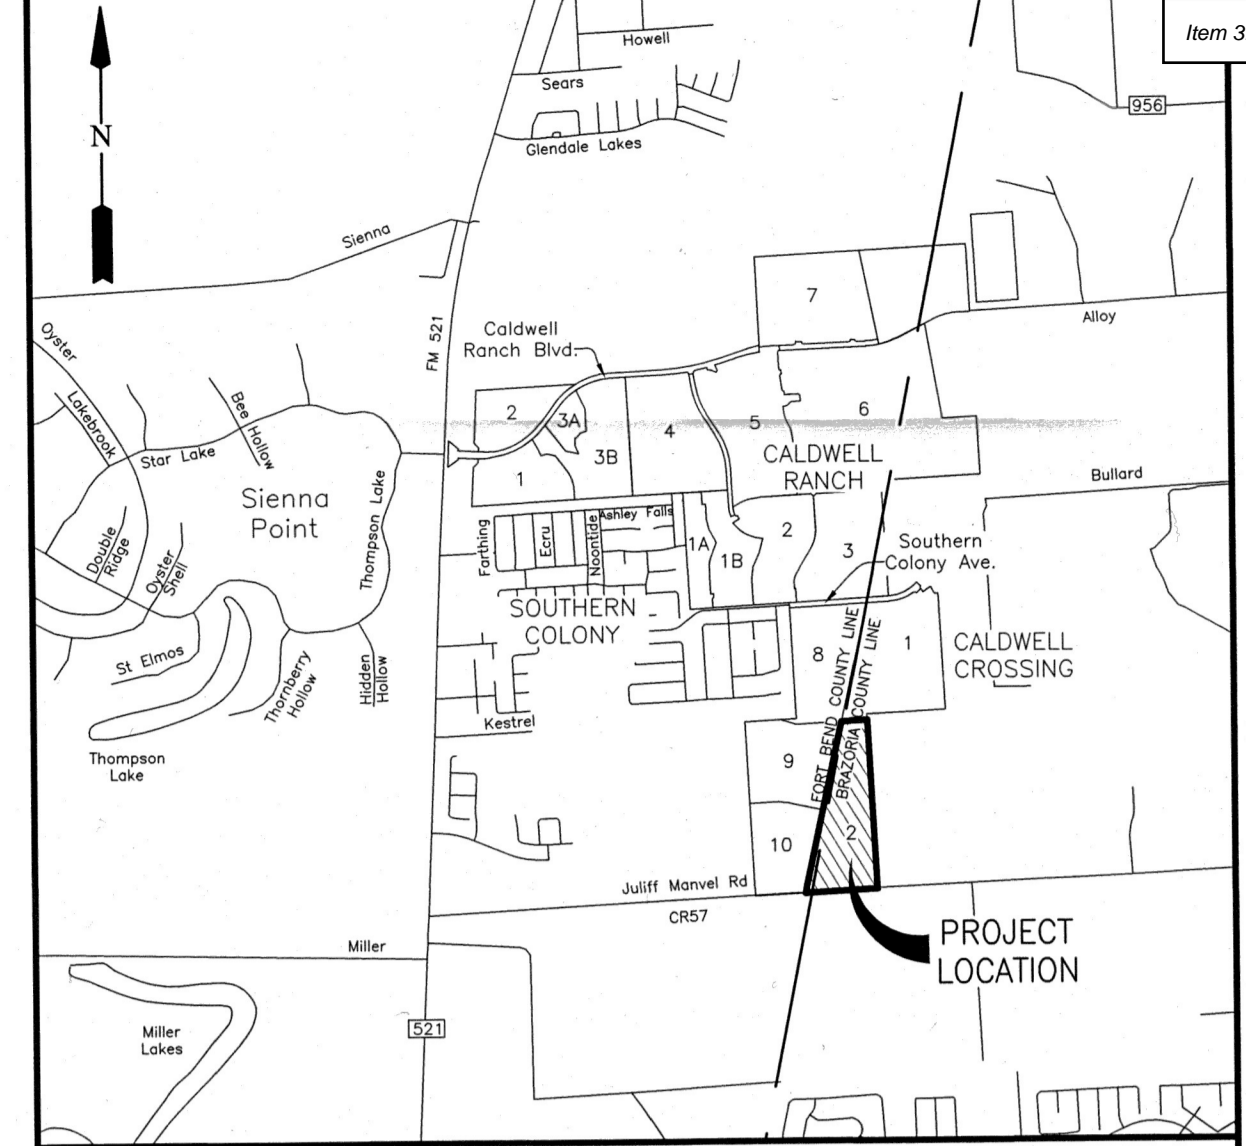 Item 3
Howell
Sears
956
Glendale Lakes
N
Sienna
7
Alloy
Oyster
FM 521
Caldwell
Ranch Blvd.
Lakebrook
Bee
Hollow
2
3A
4
5
6
Star Lake
3B
CALDWELL
RANCH
Bullard
1
Sienna
Point
Thompson Lake
Farthing
Ecru
Noontide
Ashley Falls
1A
1B
2
3
Southern
Colony Ave.
Double
Ridge
Oyster
Shell
SOUTHERN
COLONY
FORT BEND COUNTY LINE
BRAZORIA COUNTY LINE
8
1
CALDWELL
CROSSING
St Elmos
Thornberry
Hollow
Hidden
Hollow
Kestrel
Thompson
Lake
9
2
10
Juliff Manvel Rd
CR57
PROJECT
LOCATION
Miller
521
Miller
Lakes